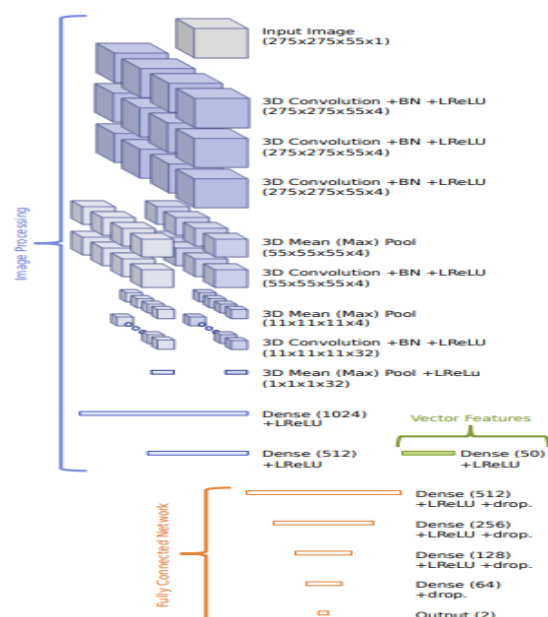 Input Image
(275x275x55x1)
3D Convolution +BN +LReLU
(275x275x55x4)
3D Convolution +BN +LReLU
(275x275x55x4)
3D Convolution +BN +LReLU
(275x275x55x4)
Image Processing
3D Mean (Max) Pool
(55x55x55x4)
3D Convolution +BN +LReLU
(55x55x55x4)
3D Mean (Max) Pool
(11x11x11x4)
3D Convolution +BN +LReLU
(11x11x11x32)
3D Mean (Max) Pool +LReLu
(1x1x1x32)
Dense (1024)
+LReLU
Vector Features
Dense (512)
+LReLU
Dense (50)
+LReLU
Fully Connected Network
Dense (512)
+LReLU +drop.
Dense (256)
+LReLU +drop.
Dense (128)
+LReLU +drop.
Dense (64)
+drop.
Output (2)